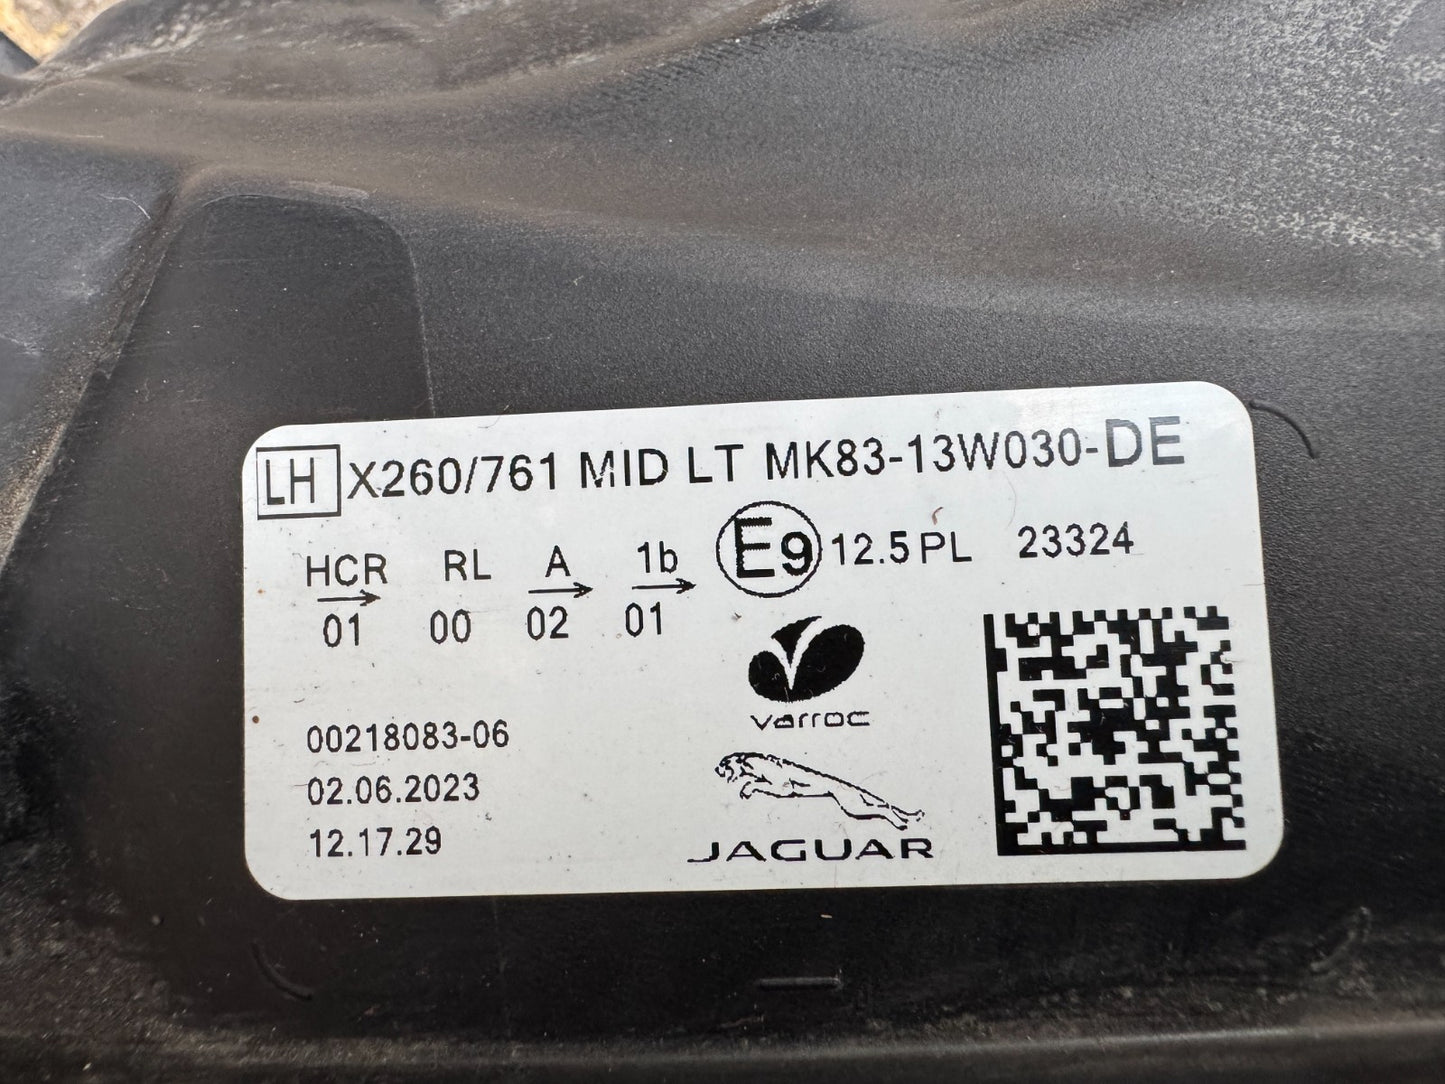 LH X260/761 MID LT MK83-13W030-DE
HCR RL A 1b E9 12.5 PL 23324
01 00 02 01
varroc
00218083-06
02.06.2023
12.17.29
JAGUAR